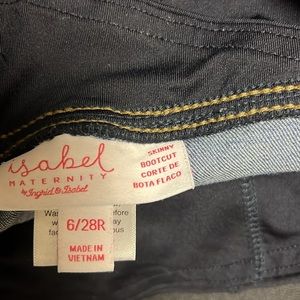 isabel
MATERNITY
by Ingrid & Isabel
SKINNY
BOOTCUT
CORTE DE
BOTA FLACO
6/28R
MADE IN
VIETNAM